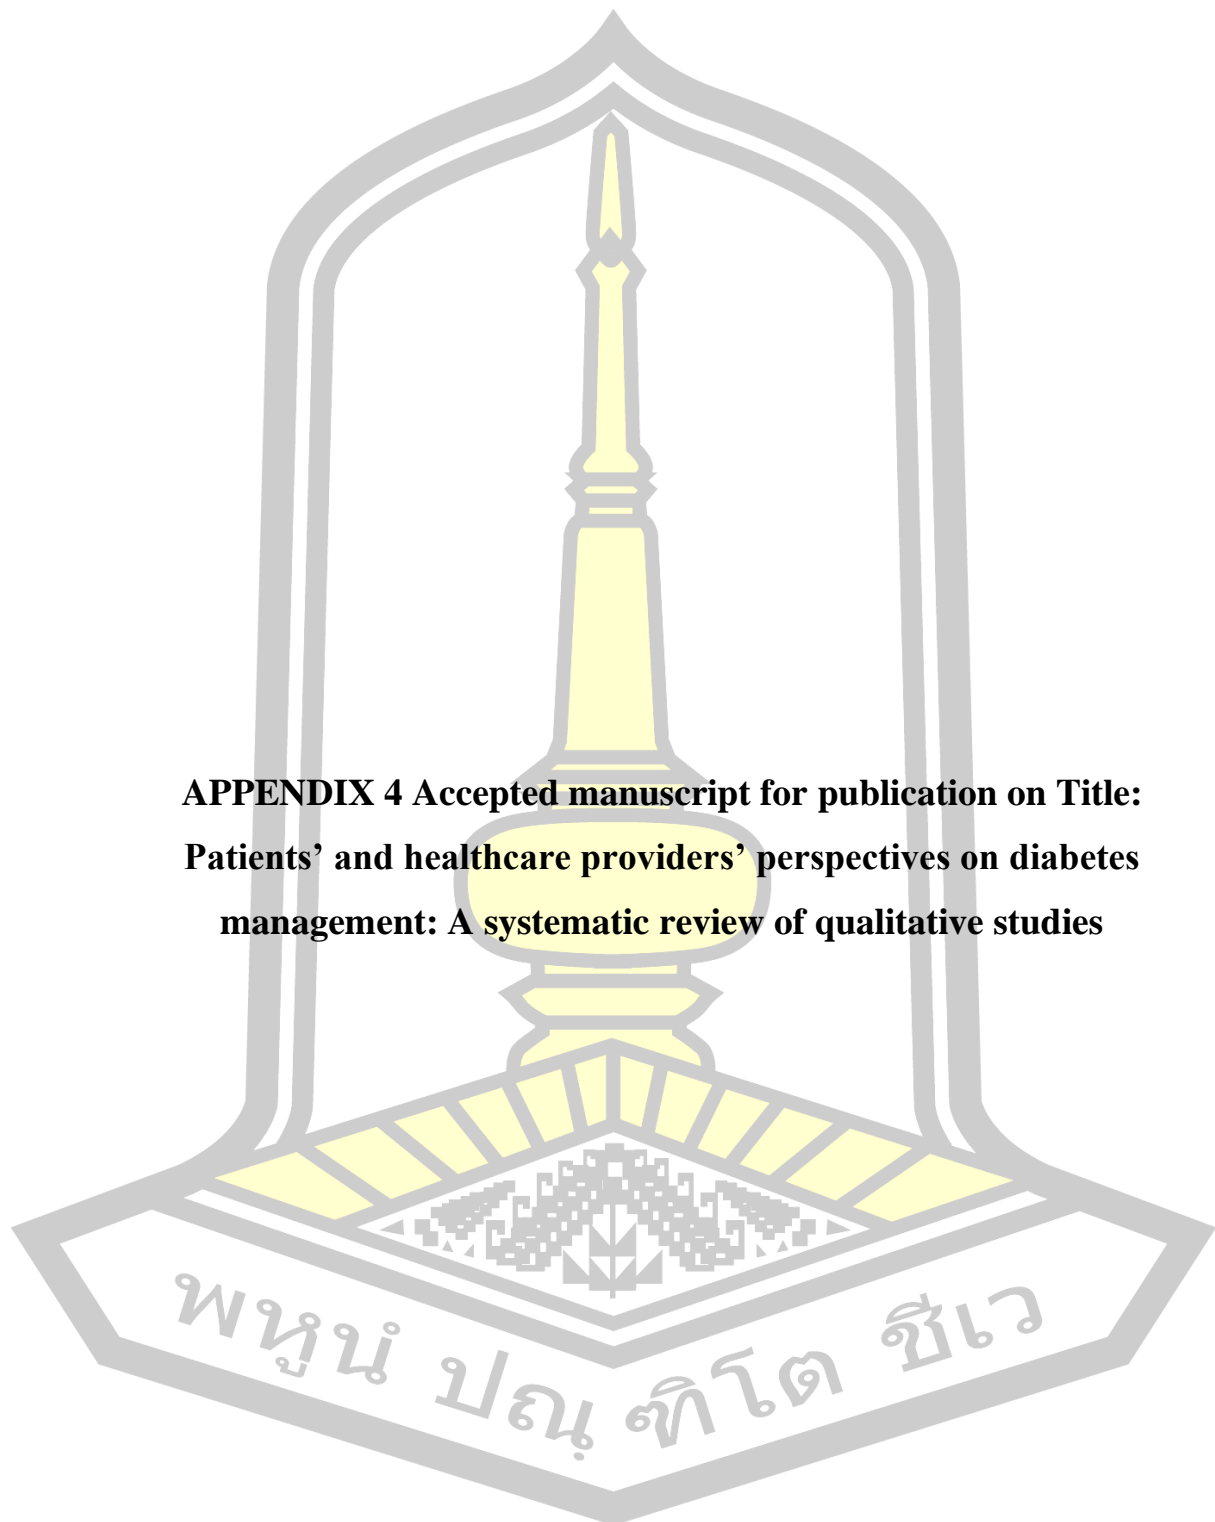 APPENDIX 4 Accepted manuscript for publication on Title:
Patients’ and healthcare providers’ perspectives on diabetes
management: A systematic review of qualitative studies
พหูนํ ปณฺฑิโต ชีเว